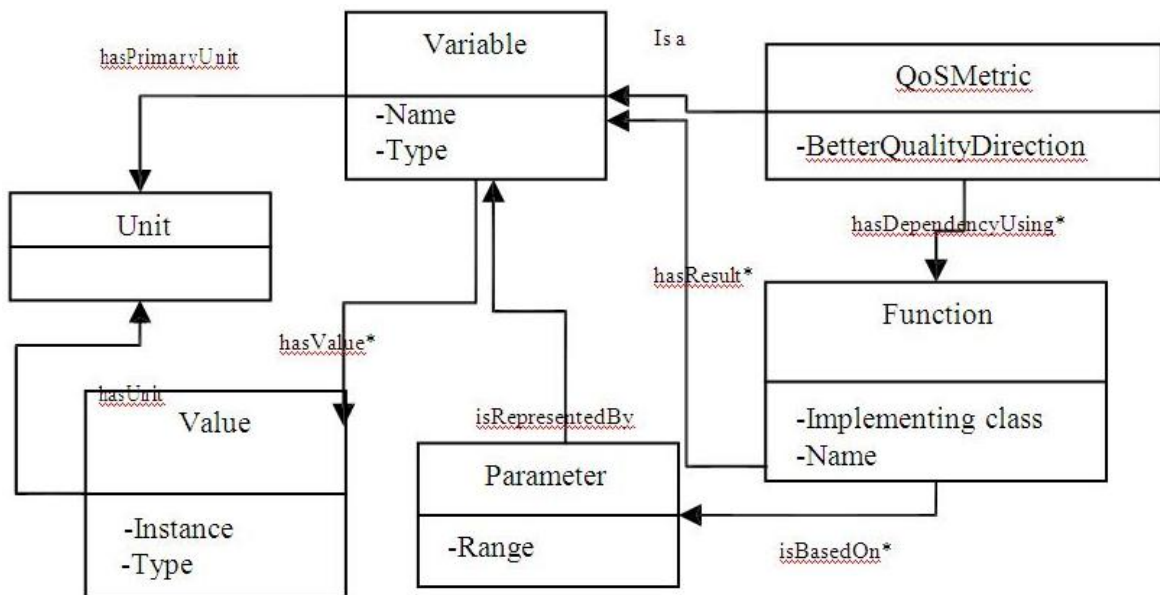 Variable
Is a
hasPrimaryUnit
QoSMetric
-Name
-Type
-BetterQualityDirection
Unit
hasDependencyUsing*
hasResult*
Function
hasValue*
hasUnit
Value
isRepresentedBy
-Implementing class
-Name
Parameter
-Instance
-Type
-Range
isBasedOn*